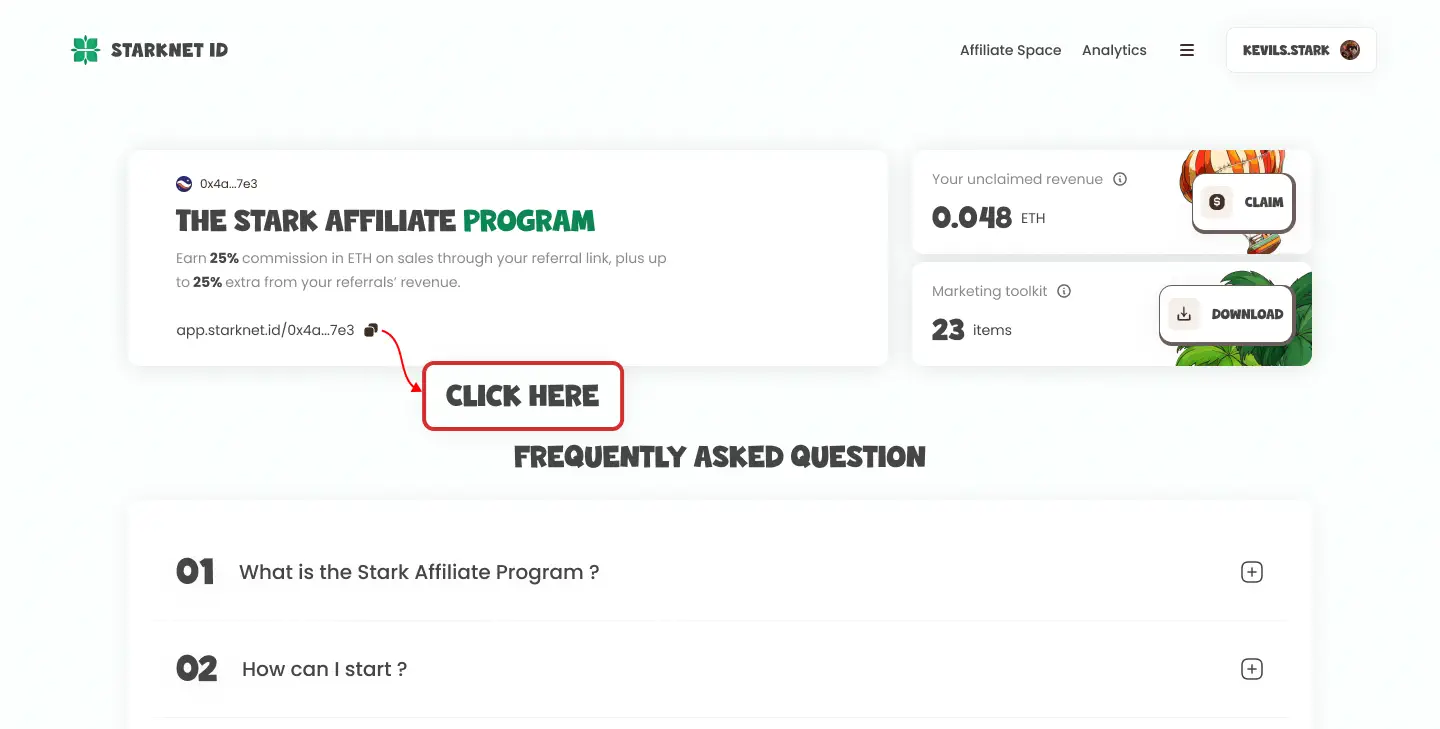 STARKNET ID
Affiliate Space
Analytics
KEVILS.STARK
0x4a...7e3
THE STARK AFFILIATE PROGRAM
Earn 25% commission in ETH on sales through your referral link, plus up
to 25% extra from your referrals' revenue.
app.starknet.id/0x4a...7e3
CLICK HERE
Your unclaimed revenue
0.048 ETH
CLAIM
Marketing toolkit
23 items
DOWNLOAD
FREQUENTLY ASKED QUESTION
01 What is the Stark Affiliate Program ?
02 How can I start ?